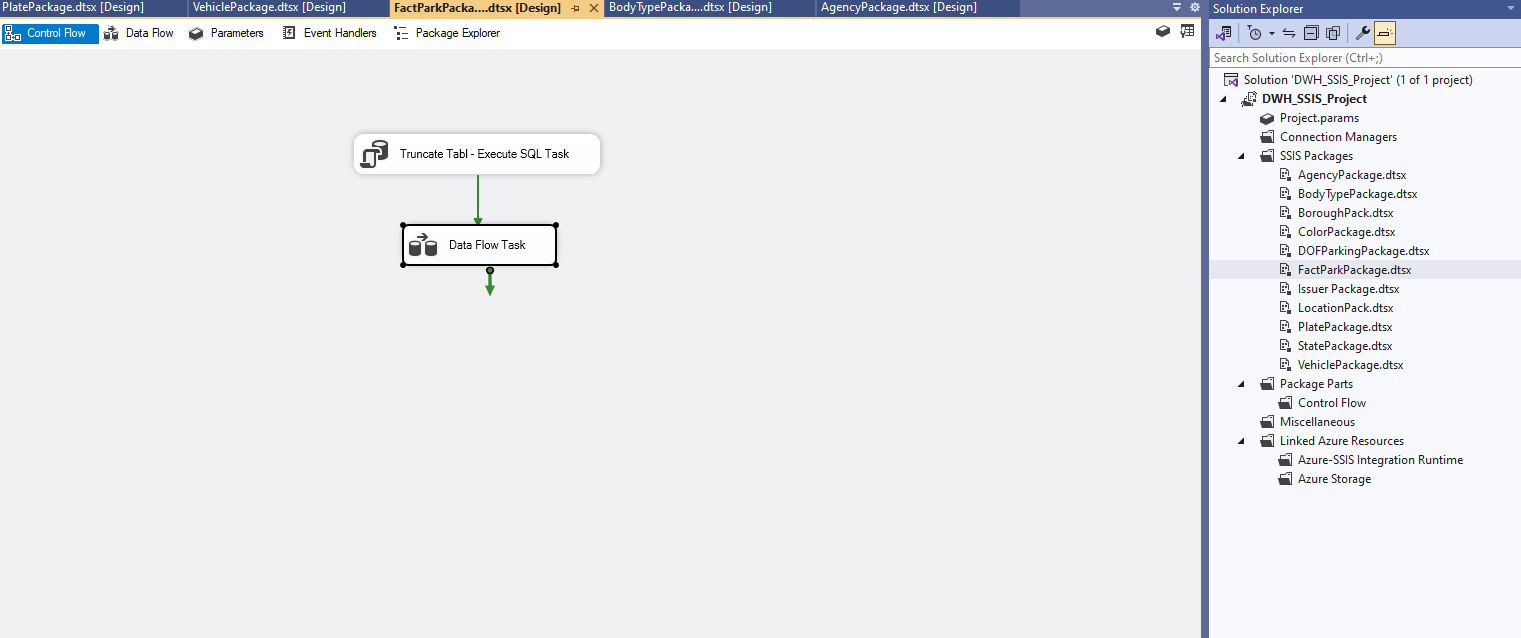 PlatePackage.dtsx [Design] VehiclePackage.dtsx [Design] FactParkPacka....dtsx [Design] BodyTypePacka....dtsx [Design] AgencyPackage.dtsx [Design]
Control Flow Data Flow Parameters Event Handlers Package Explorer
Truncate Tabl - Execute SQL Task
Data Flow Task
Solution Explorer
Search Solution Explorer (Ctrl+;)
Solution 'DWH_SSIS_Project' (1 of 1 project)
DWH_SSIS_Project
Project.params
Connection Managers
SSIS Packages
AgencyPackage.dtsx
BodyTypePackage.dtsx
BoroughPack.dtsx
ColorPackage.dtsx
DOFParkingPackage.dtsx
FactParkPackage.dtsx
Issuer Package.dtsx
LocationPack.dtsx
PlatePackage.dtsx
StatePackage.dtsx
VehiclePackage.dtsx
Package Parts
Control Flow
Miscellaneous
Linked Azure Resources
Azure-SSIS Integration Runtime
Azure Storage